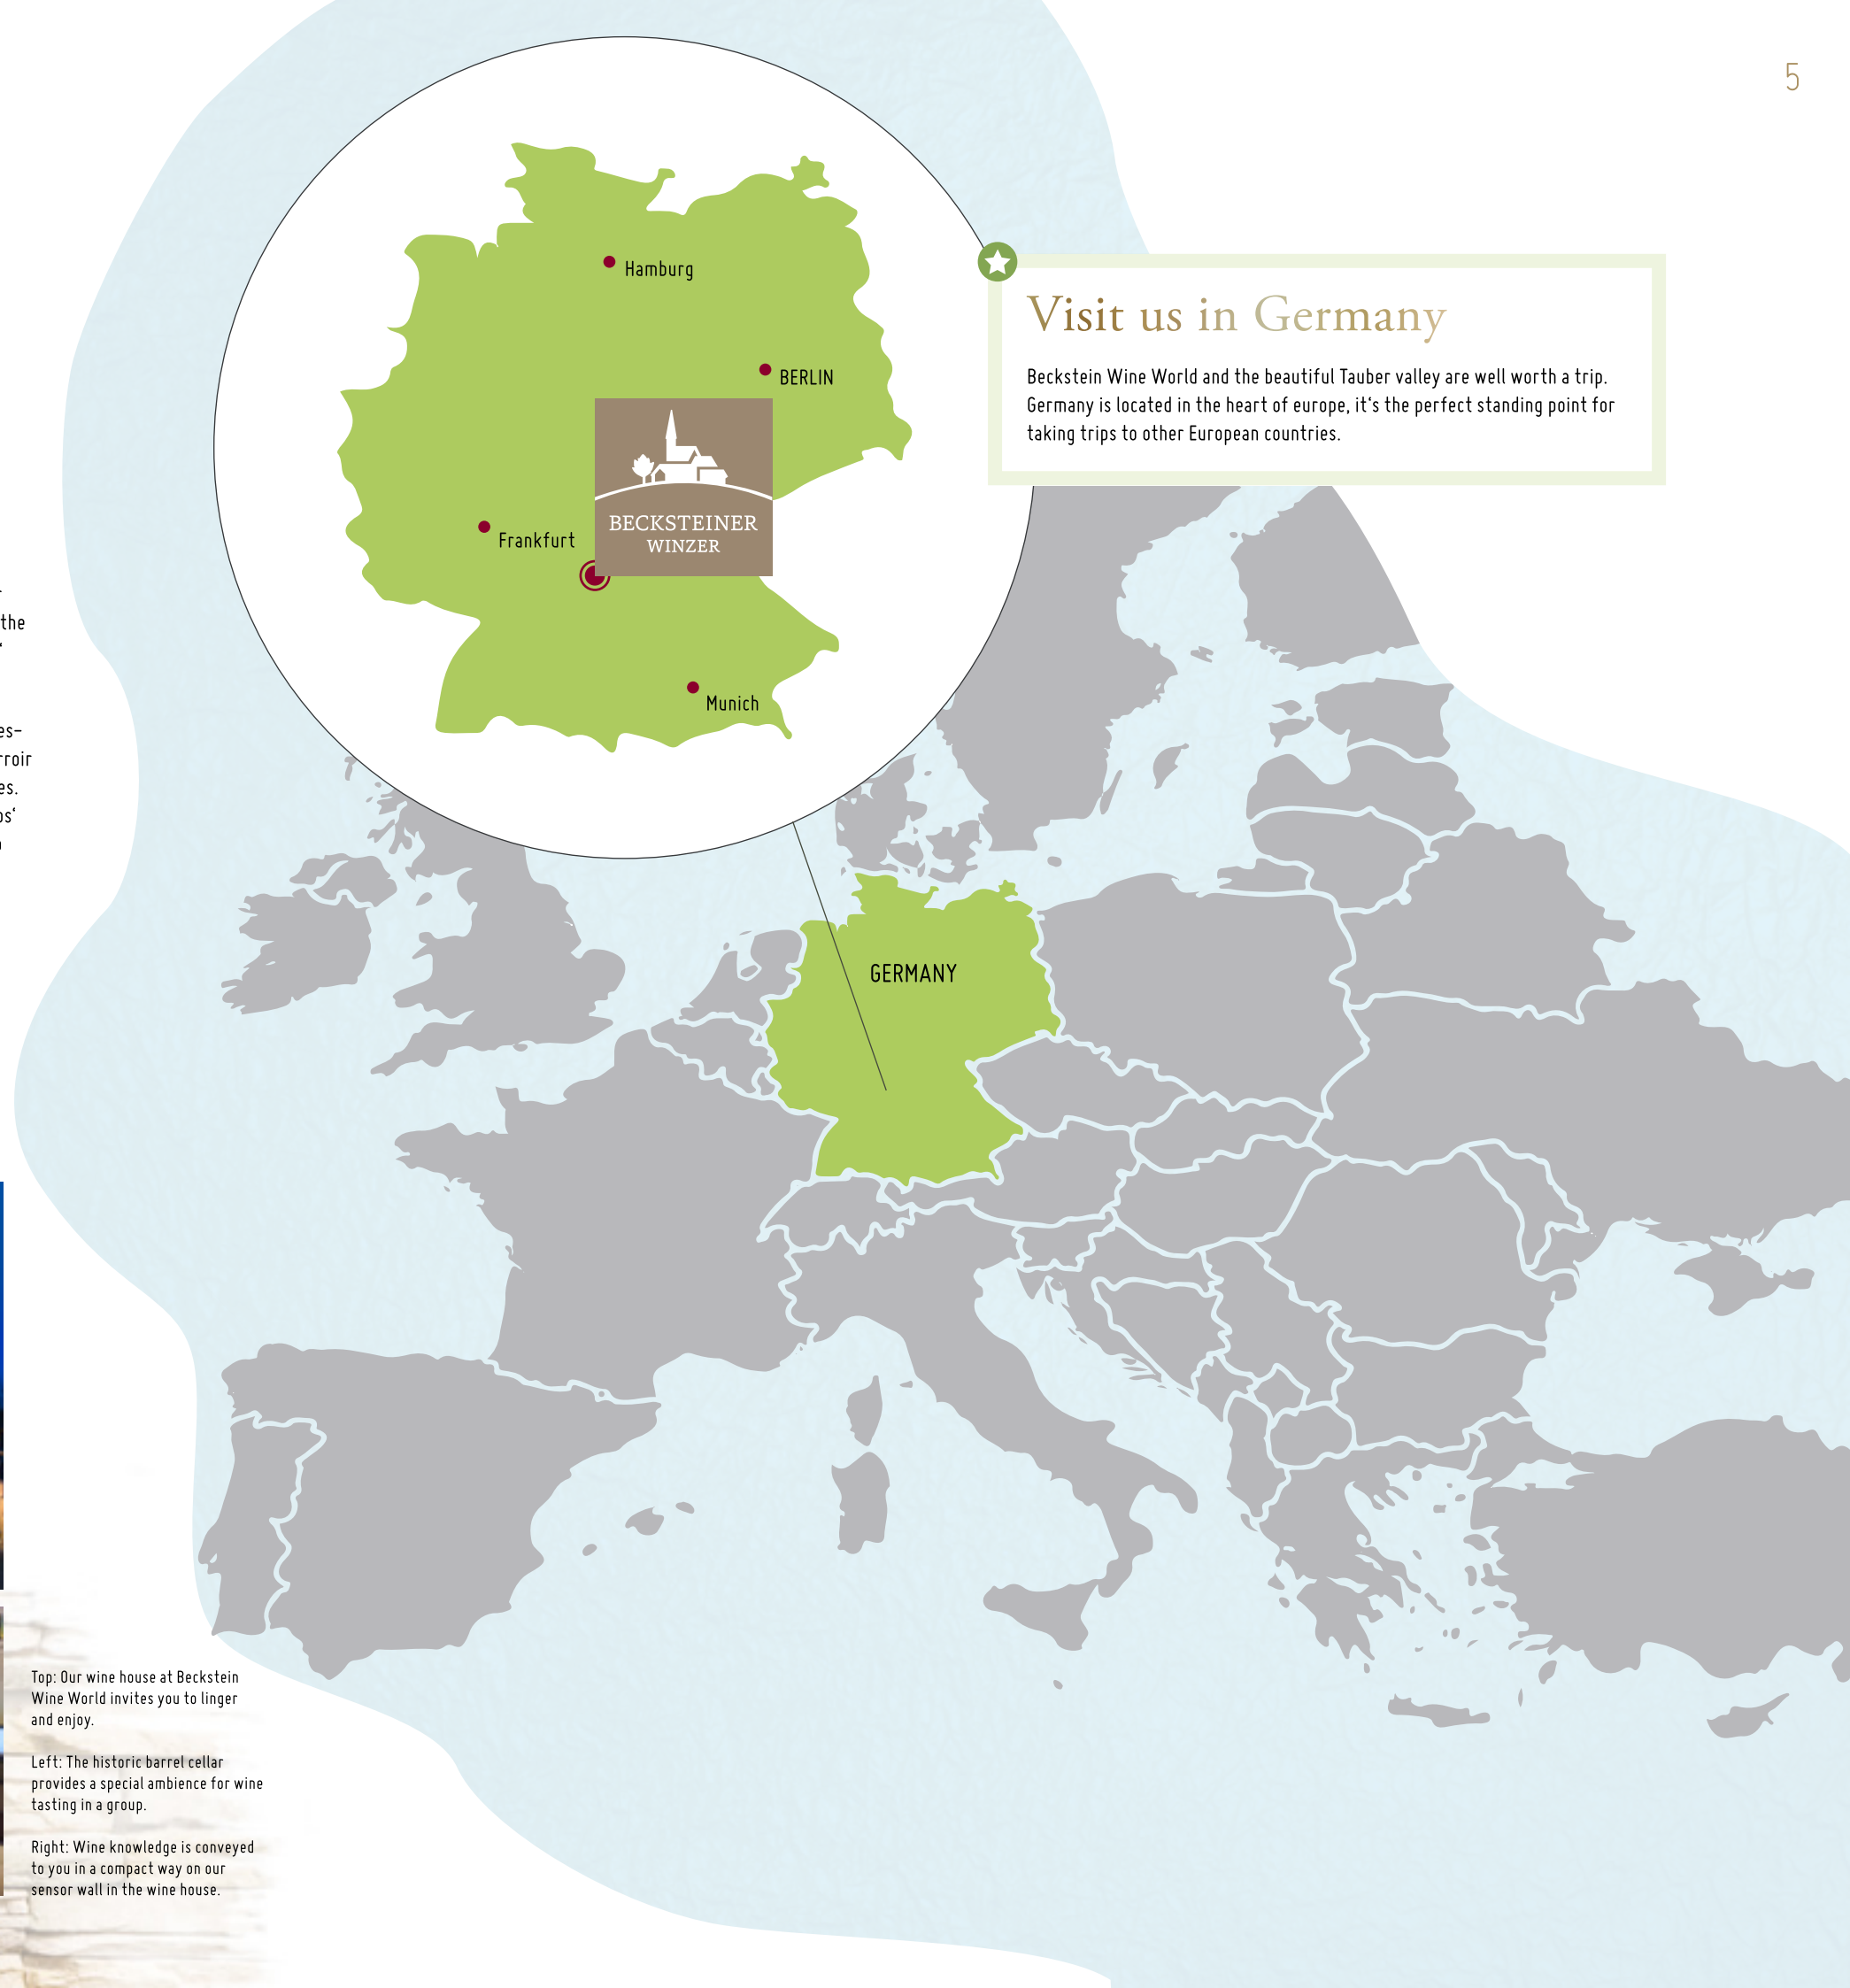 5
Hamburg
BERLIN
BECKSTEINER
WINZER
Frankfurt
Munich
Visit us in Germany
Beckstein Wine World and the beautiful Tauber valley are well worth a trip.
Germany is located in the heart of europe, it‘s the perfect standing point for
taking trips to other European countries.
the
es-
rroir
es.
os‘
GERMANY
Top: Our wine house at Beckstein
Wine World invites you to linger
and enjoy.
Left: The historic barrel cellar
provides a special ambience for wine
tasting in a group.
Right: Wine knowledge is conveyed
to you in a compact way on our
sensor wall in the wine house.